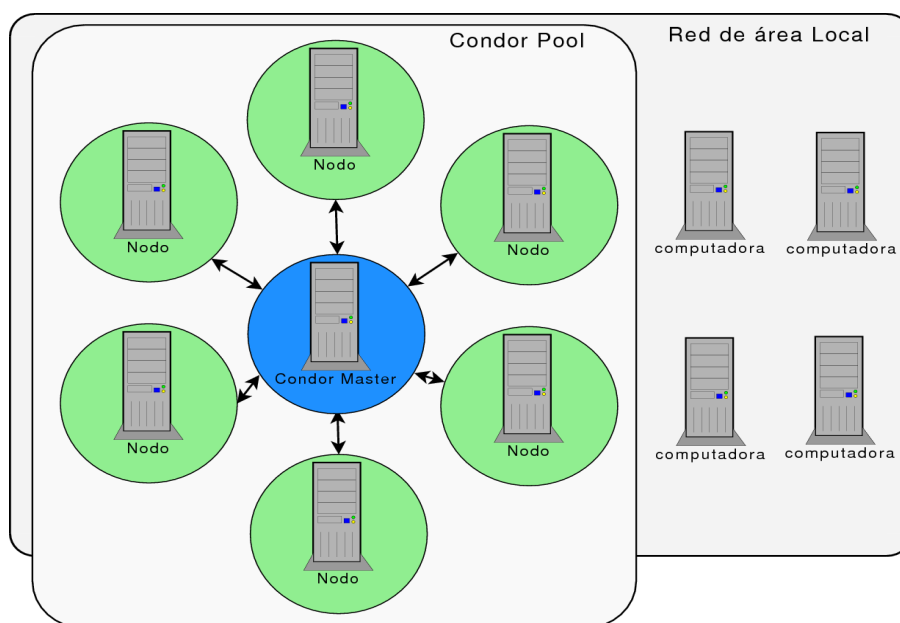 Condor Pool
Red de área Local
Nodo
Nodo
Nodo
computadora
computadora
Condor Master
Nodo
Nodo
computadora
computadora
Nodo